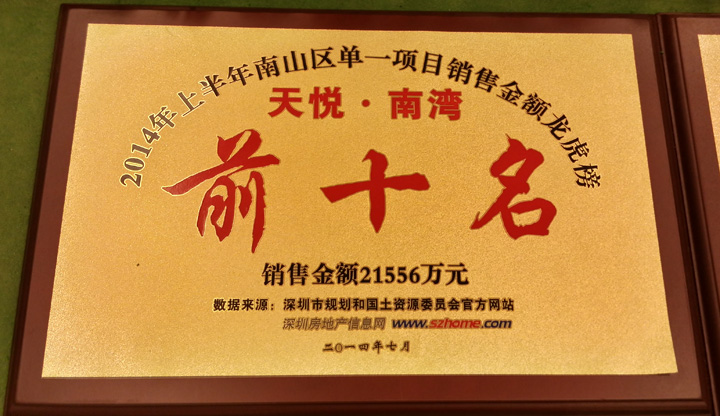 2014年上半年南山区单一项目销售金额龙虎榜
天悦·南湾
前十名
销售金额21556万元
数据来源：深圳市规划和国土资源委员会官方网站
深圳房地产信息网 www.szhome.com
二〇一四年七月